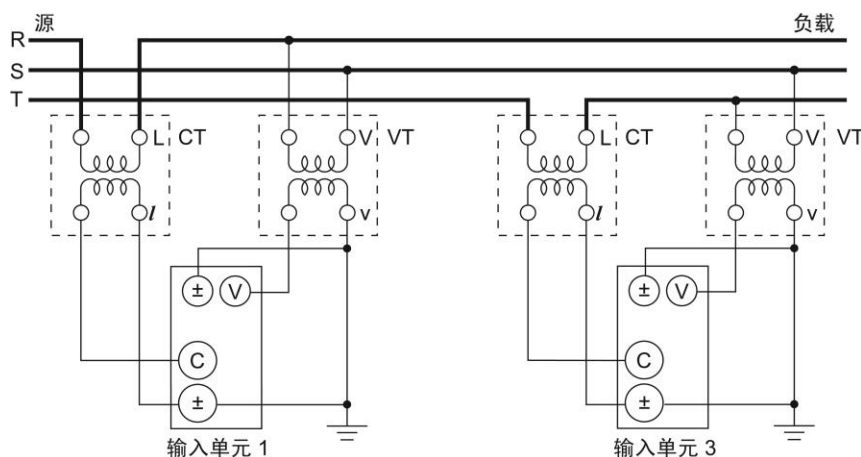 源 负载
R
S
T
L CT V VT L CT V VT
l v l v
± V ± V
C C
± ±
输入单元 1 输入单元 3